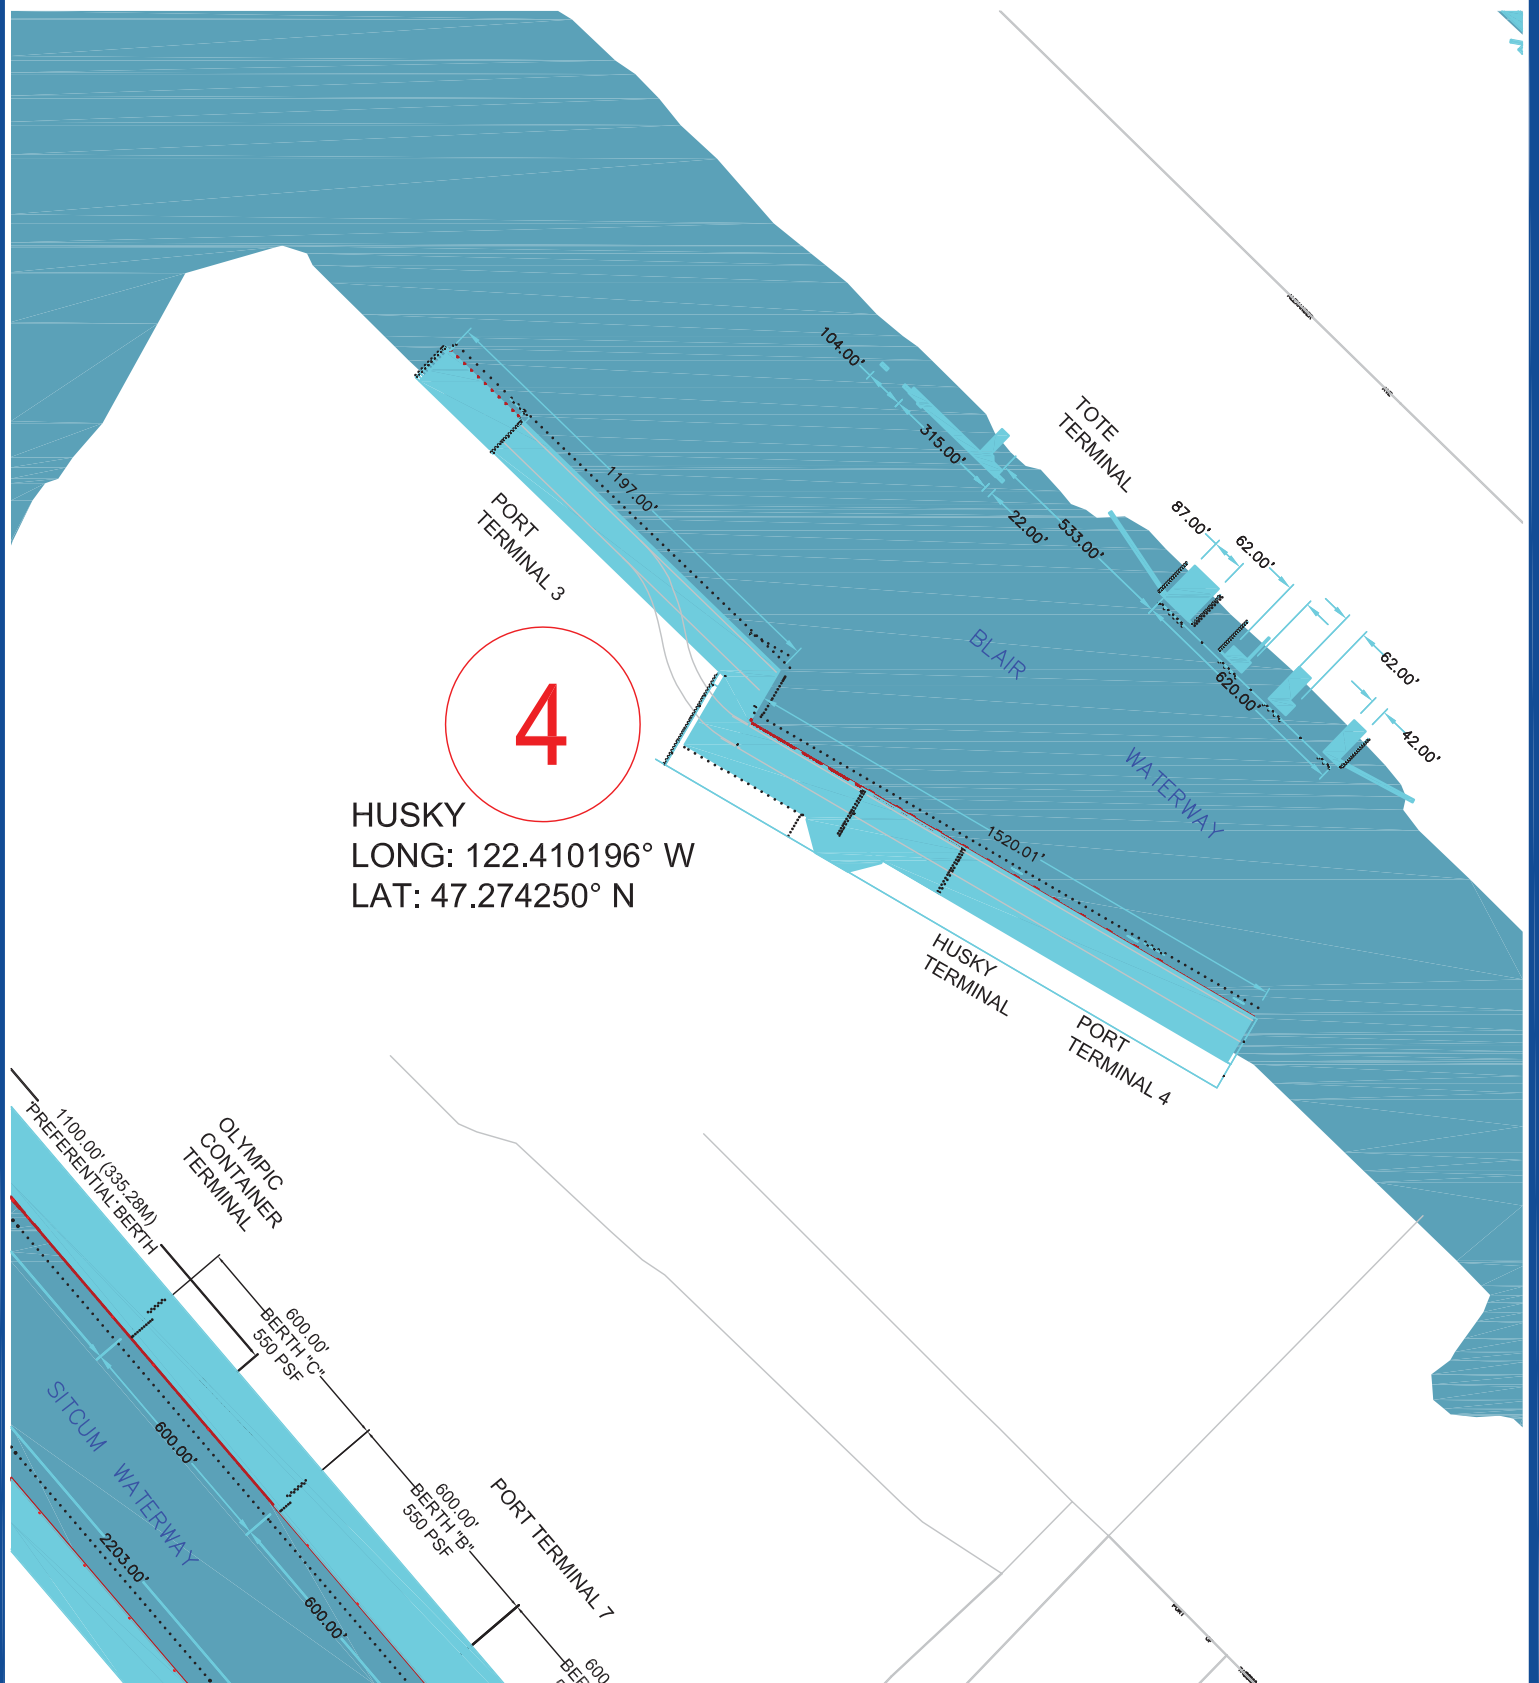 104.00'
315.00'
22.00'
533.00'
TOTE
TERMINAL
87.00'
62.00'
62.00'
42.00'
620.00'
1197.00'
PORT
TERMINAL 3
BLAIR
WATERWAY
4
HUSKY
LONG: 122.410196° W
LAT: 47.274250° N
1520.01'
HUSKY
TERMINAL
PORT
TERMINAL 4
1100.00' (335.28M)
PREFERENTIAL BERTH
OLYMPIC
CONTAINER
TERMINAL
600.00'
BERTH "C"
550 PSF
600.00'
BERTH "B"
550 PSF
PORT TERMINAL 7
SITCUM WATERWAY
600.00'
2203.00'
600.00'
600
BER